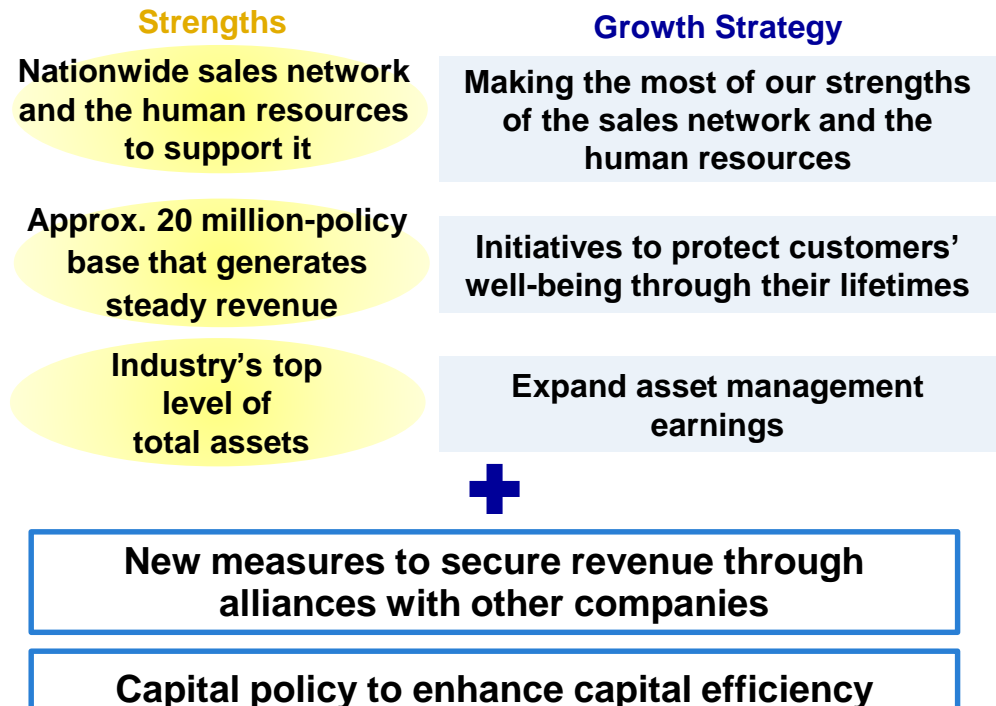 Strengths
Growth Strategy
Nationwide sales network
and the human resources
to support it
Making the most of our strengths
of the sales network and the
human resources
Approx. 20 million-policy
base that generates
steady revenue
Initiatives to protect customers’
well-being through their lifetimes
Industry’s top
level of
total assets
Expand asset management
earnings
New measures to secure revenue through
alliances with other companies
Capital policy to enhance capital efficiency